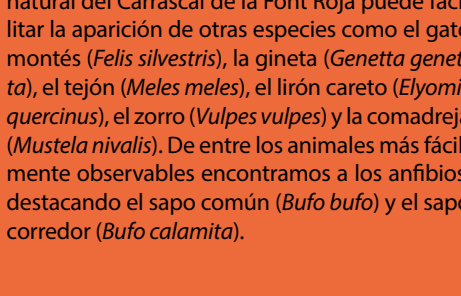 natural del Carrascal de la Font Roja puede faci
litar la aparición de otras especies como el gato
montés (Felis silvestris), la gineta (Genetta genet
ta), el tejón (Meles meles), el lirón careto (Elyomi
quercinus), el zorro (Vulpes vulpes) y la comadreja
(Mustela nivalis). De entre los animales más fácil
mente observables encontramos a los anfibios
destacando el sapo común (Bufo bufo) y el sapo
corredor (Bufo calamita).